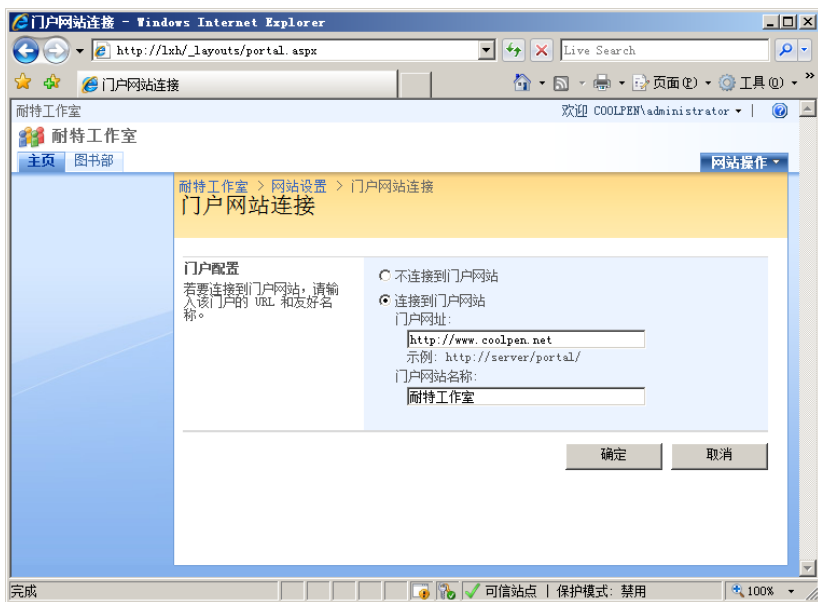 门户网站连接 - Windows Internet Explorer
http://lxh/_layouts/portal.aspx
Live Search
门户网站连接
页面(P)
工具(O)
»
耐特工作室
欢迎 COOLPEN\administrator
耐特工作室
主页 图书部
网站操作
耐特工作室 > 网站设置 > 门户网站连接
门户网站连接
门户配置
若要连接到门户网站，请输
入该门户的 URL 和友好名
称。
不连接到门户网站
连接到门户网站
门户网址:
http://www.coolpen.net
示例: http://server/portal/
门户网站名称:
耐特工作室
确定 取消
完成
可信站点 | 保护模式: 禁用
100%